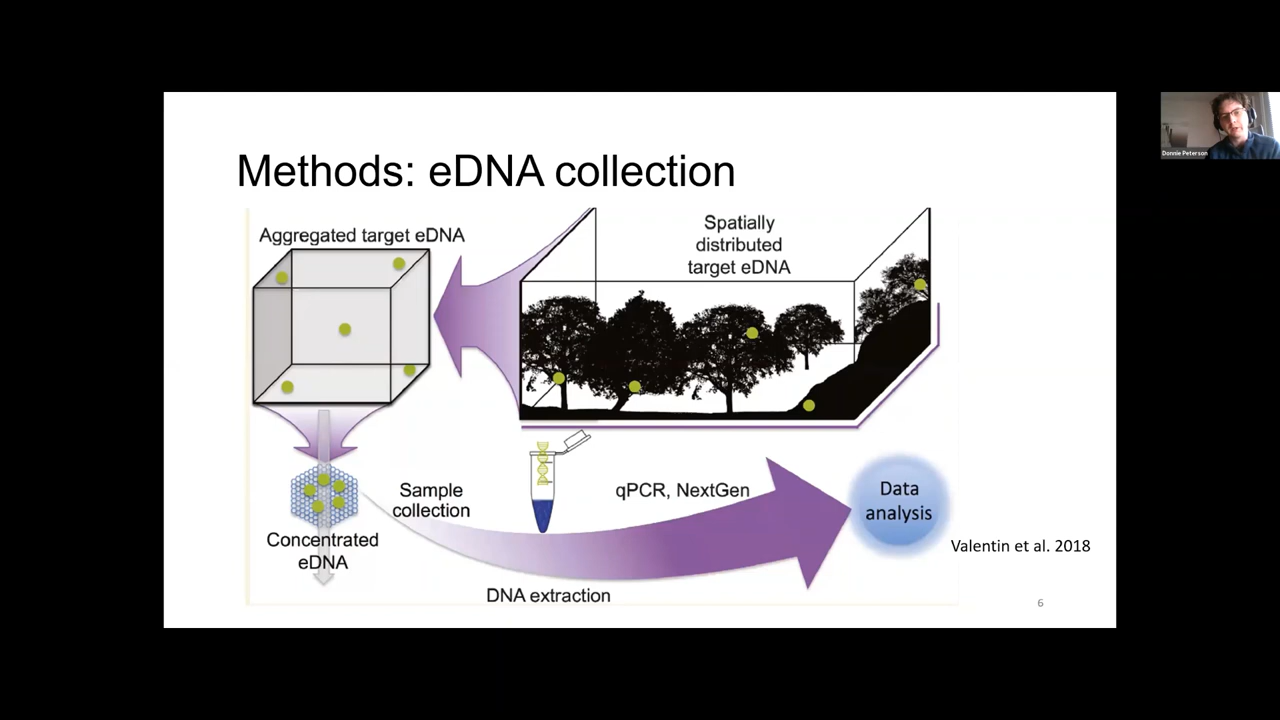 Methods: eDNA collection
Aggregated target eDNA
Spatially
distributed
target eDNA
Concentrated
eDNA
Sample
collection
qPCR, NextGen
DNA extraction
Data
analysis
Valentin et al. 2018
6
Donnie Peterson